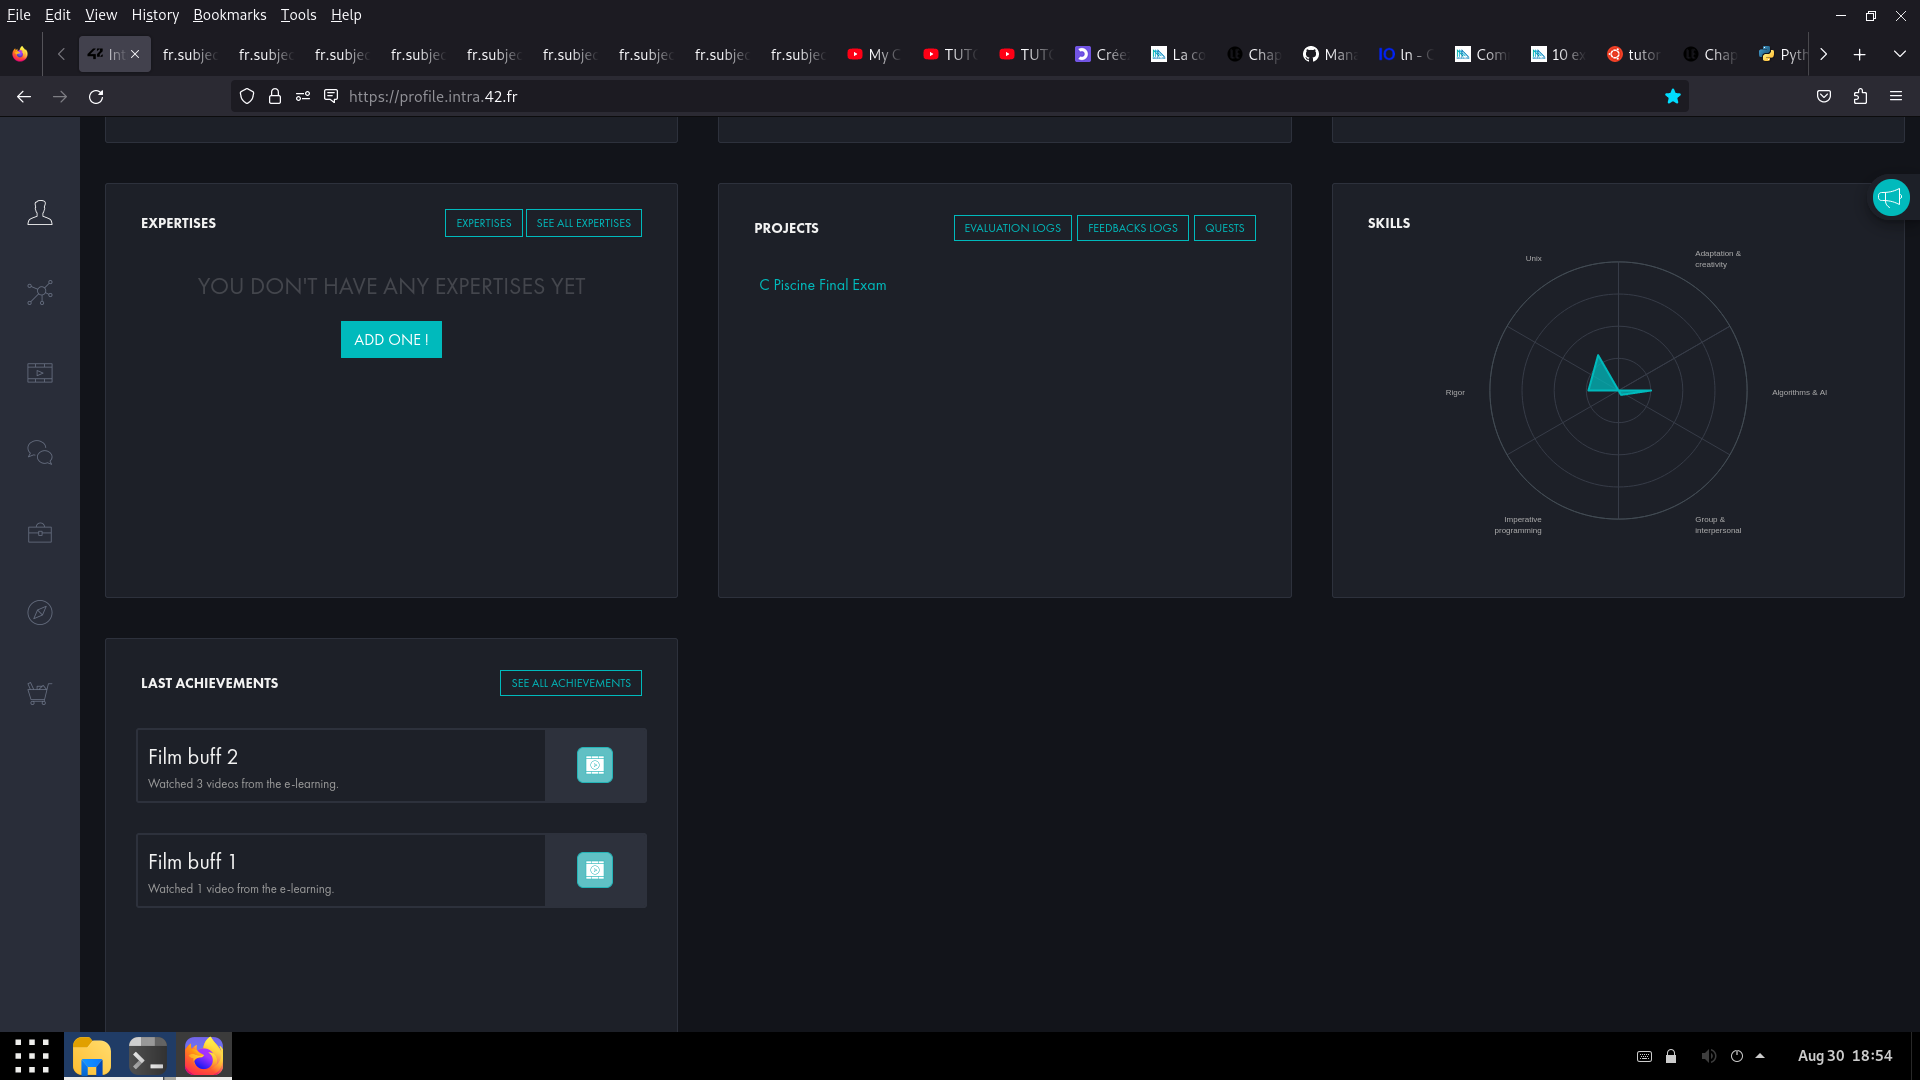 File Edit View History Bookmarks Tools Help
Int fr.subjec fr.subjec fr.subjec fr.subjec fr.subjec fr.subjec fr.subjec fr.subjec fr.subjec My C TUT TUT Crée La co Chap Mana ln - C Com 10 ex tutor Chap Pyth
https://profile.intra.42.fr
EXPERTISES
EXPERTISES
SEE ALL EXPERTISES
YOU DON'T HAVE ANY EXPERTISES YET
ADD ONE !
PROJECTS
EVALUATION LOGS
FEEDBACKS LOGS
QUESTS
C Piscine Final Exam
SKILLS
Unix
Adaptation &
creativity
Rigor
Algorithms & AI
Imperative
programming
Group &
interpersonal
LAST ACHIEVEMENTS
SEE ALL ACHIEVEMENTS
Film buff 2
Watched 3 videos from the e-learning.
Film buff 1
Watched 1 video from the e-learning.
Aug 30 18:54